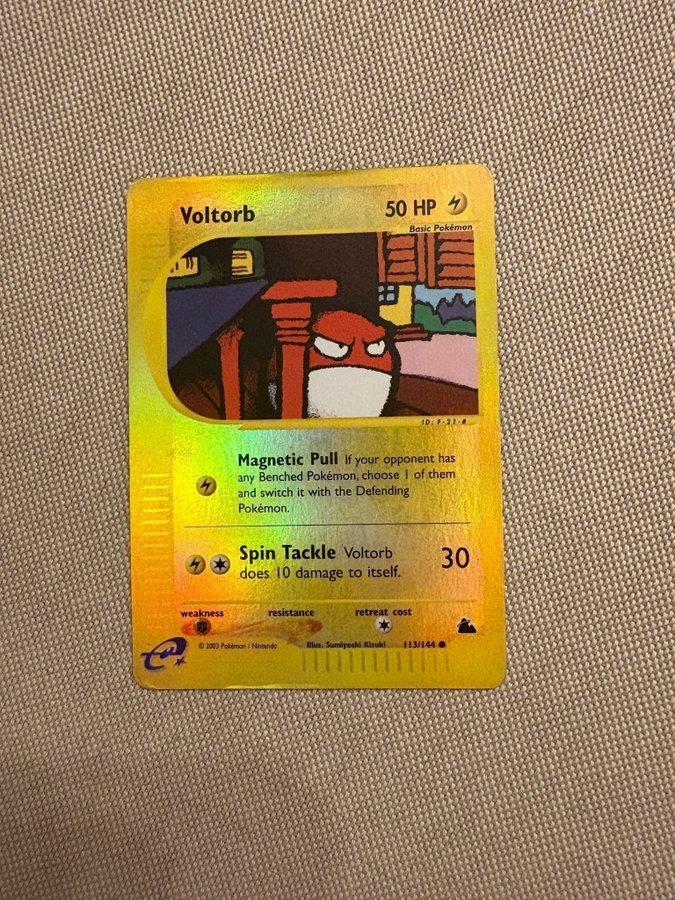 Voltorb 50 HP
Basic Pokémon
ID: F-21-#
Magnetic Pull If your opponent has
any Benched Pokémon, choose 1 of them
and switch it with the Defending
Pokémon.
Spin Tackle Voltorb 30
does 10 damage to itself.
weakness resistance retreat cost
© 2003 Pokémon / Nintendo Illus. Sumiyoshi Kizuki 113/144